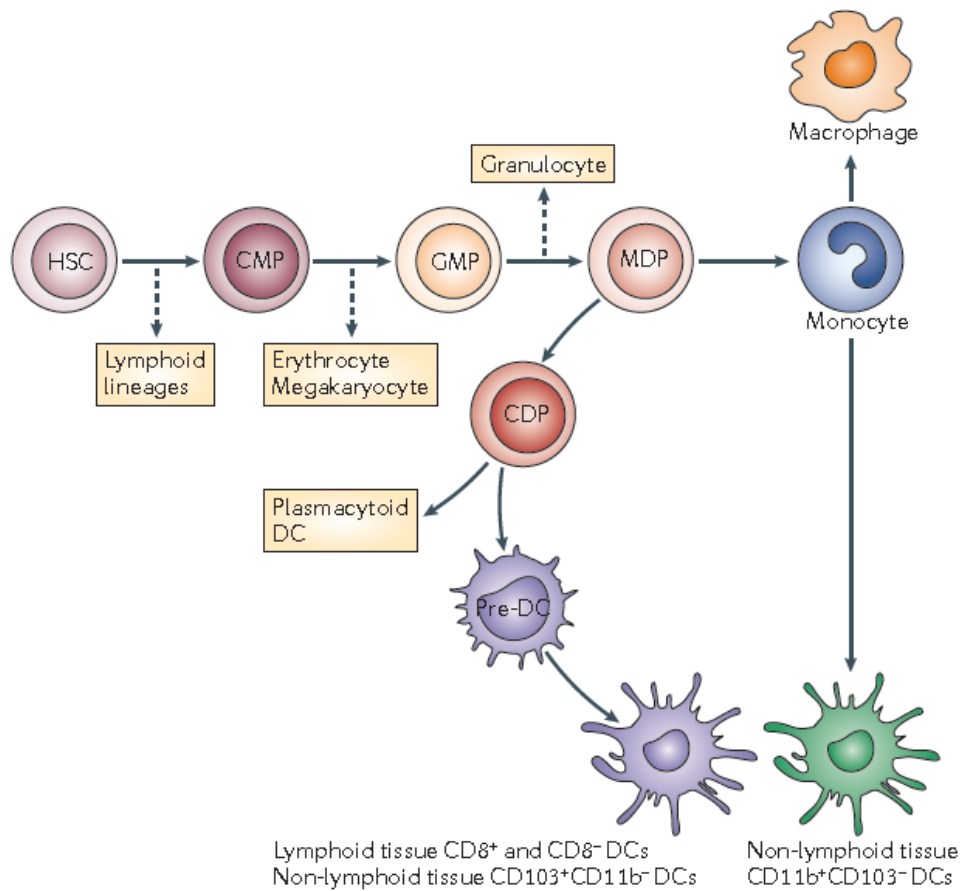 Macrophage
Granulocyte
HSC
CMP
GMP
MDP
Monocyte
Lymphoid
lineages
Erythrocyte
Megakaryocyte
CDP
Plasmacytoid
DC
Pre-DC
Lymphoid tissue CD8⁺ and CD8⁻ DCs
Non-lymphoid tissue CD103⁺CD11b⁻ DCs
Non-lymphoid tissue
CD11b⁺CD103⁻ DCs